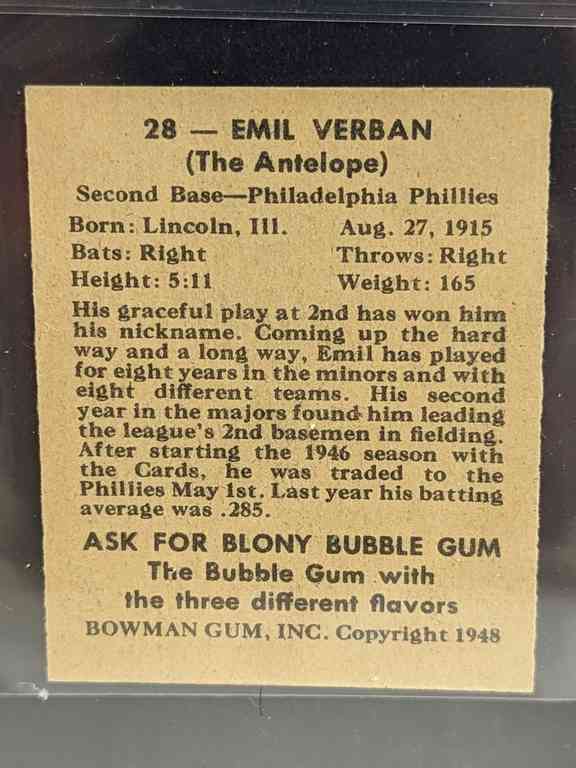 28 — EMIL VERBAN
(The Antelope)
Second Base—Philadelphia Phillies
Born: Lincoln, Ill. Aug. 27, 1915
Bats: Right Throws: Right
Height: 5:11 Weight: 165
His graceful play at 2nd has won him
his nickname. Coming up the hard
way and a long way, Emil has played
for eight years in the minors and with
eight different teams. His second
year in the majors found him leading
the league's 2nd basemen in fielding.
After starting the 1946 season with
the Cards, he was traded to the
Phillies May 1st. Last year his batting
average was .285.
ASK FOR BLONY BUBBLE GUM
The Bubble Gum with
the three different flavors
BOWMAN GUM, INC. Copyright 1948